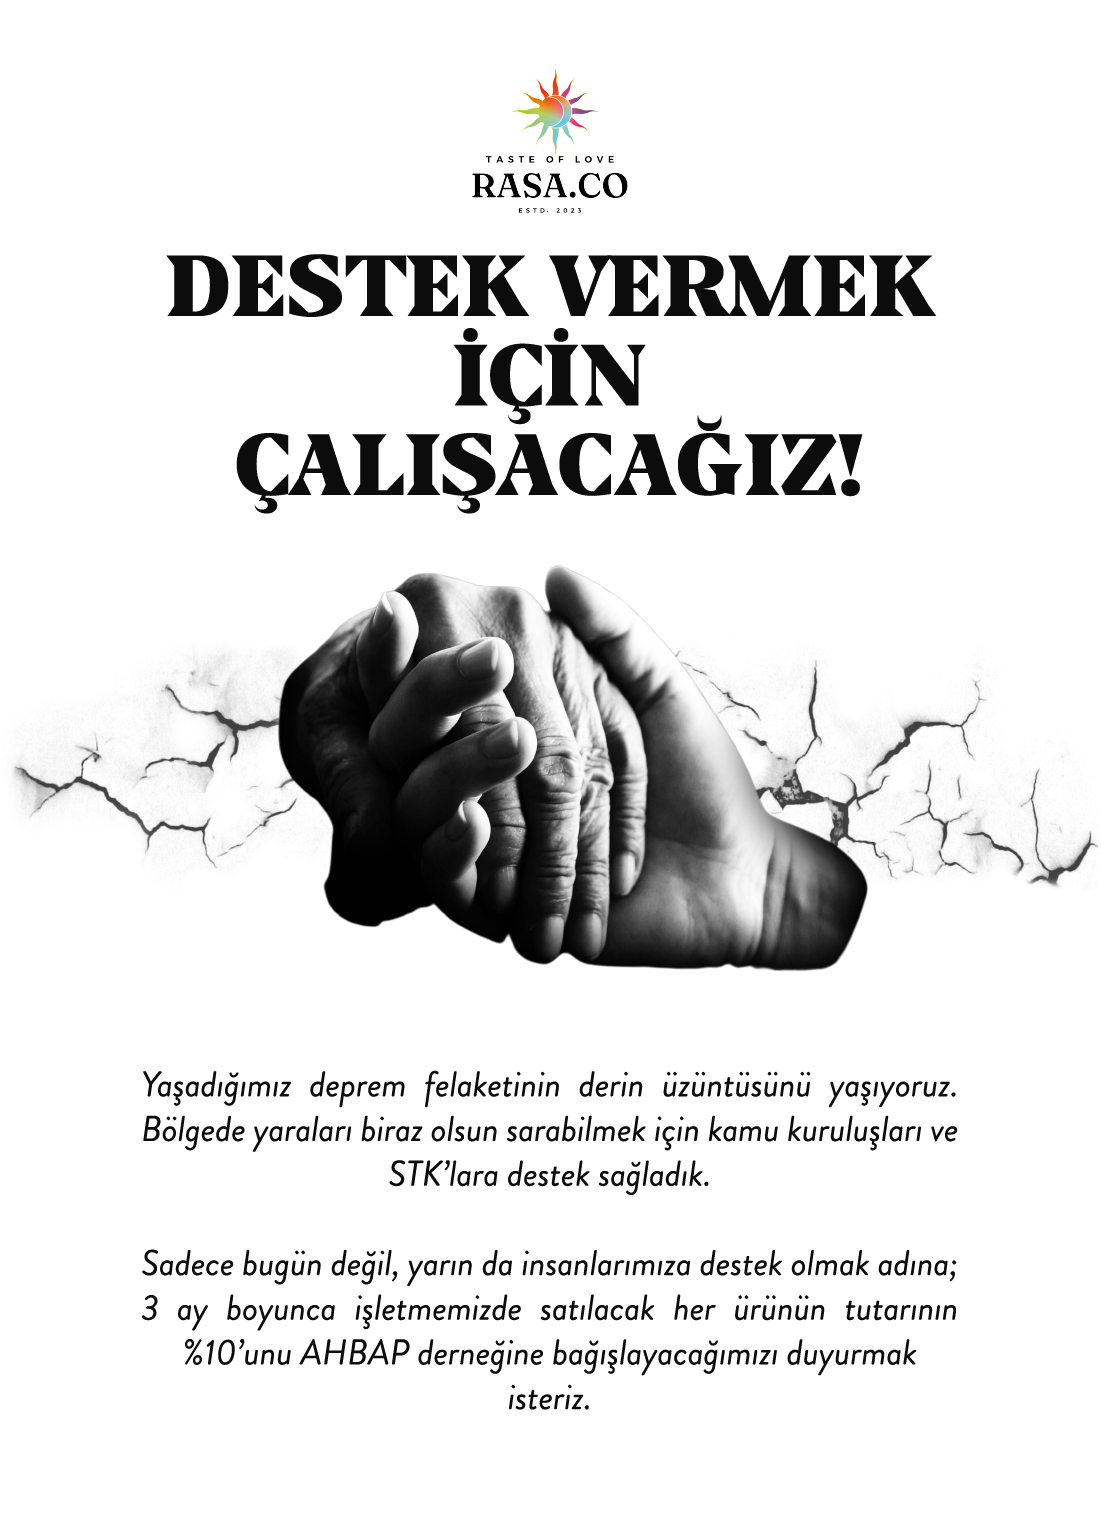 TASTE OF LOVE
RASA.CO
ESTD. 2023
DESTEK VERMEK
İÇİN
ÇALIŞACAĞIZ!
Yaşadığımız deprem felaketinin derin üzüntüsünü yaşıyoruz.
Bölgede yaraları biraz olsun sarabilmek için kamu kuruluşları ve
STK'lara destek sağladık.
Sadece bugün değil, yarın da insanlarımıza destek olmak adına;
3 ay boyunca işletmemizde satılacak her ürünün tutarının
%10'unu AHBAP derneğine bağışlayacağımızı duyurmak
isteriz.